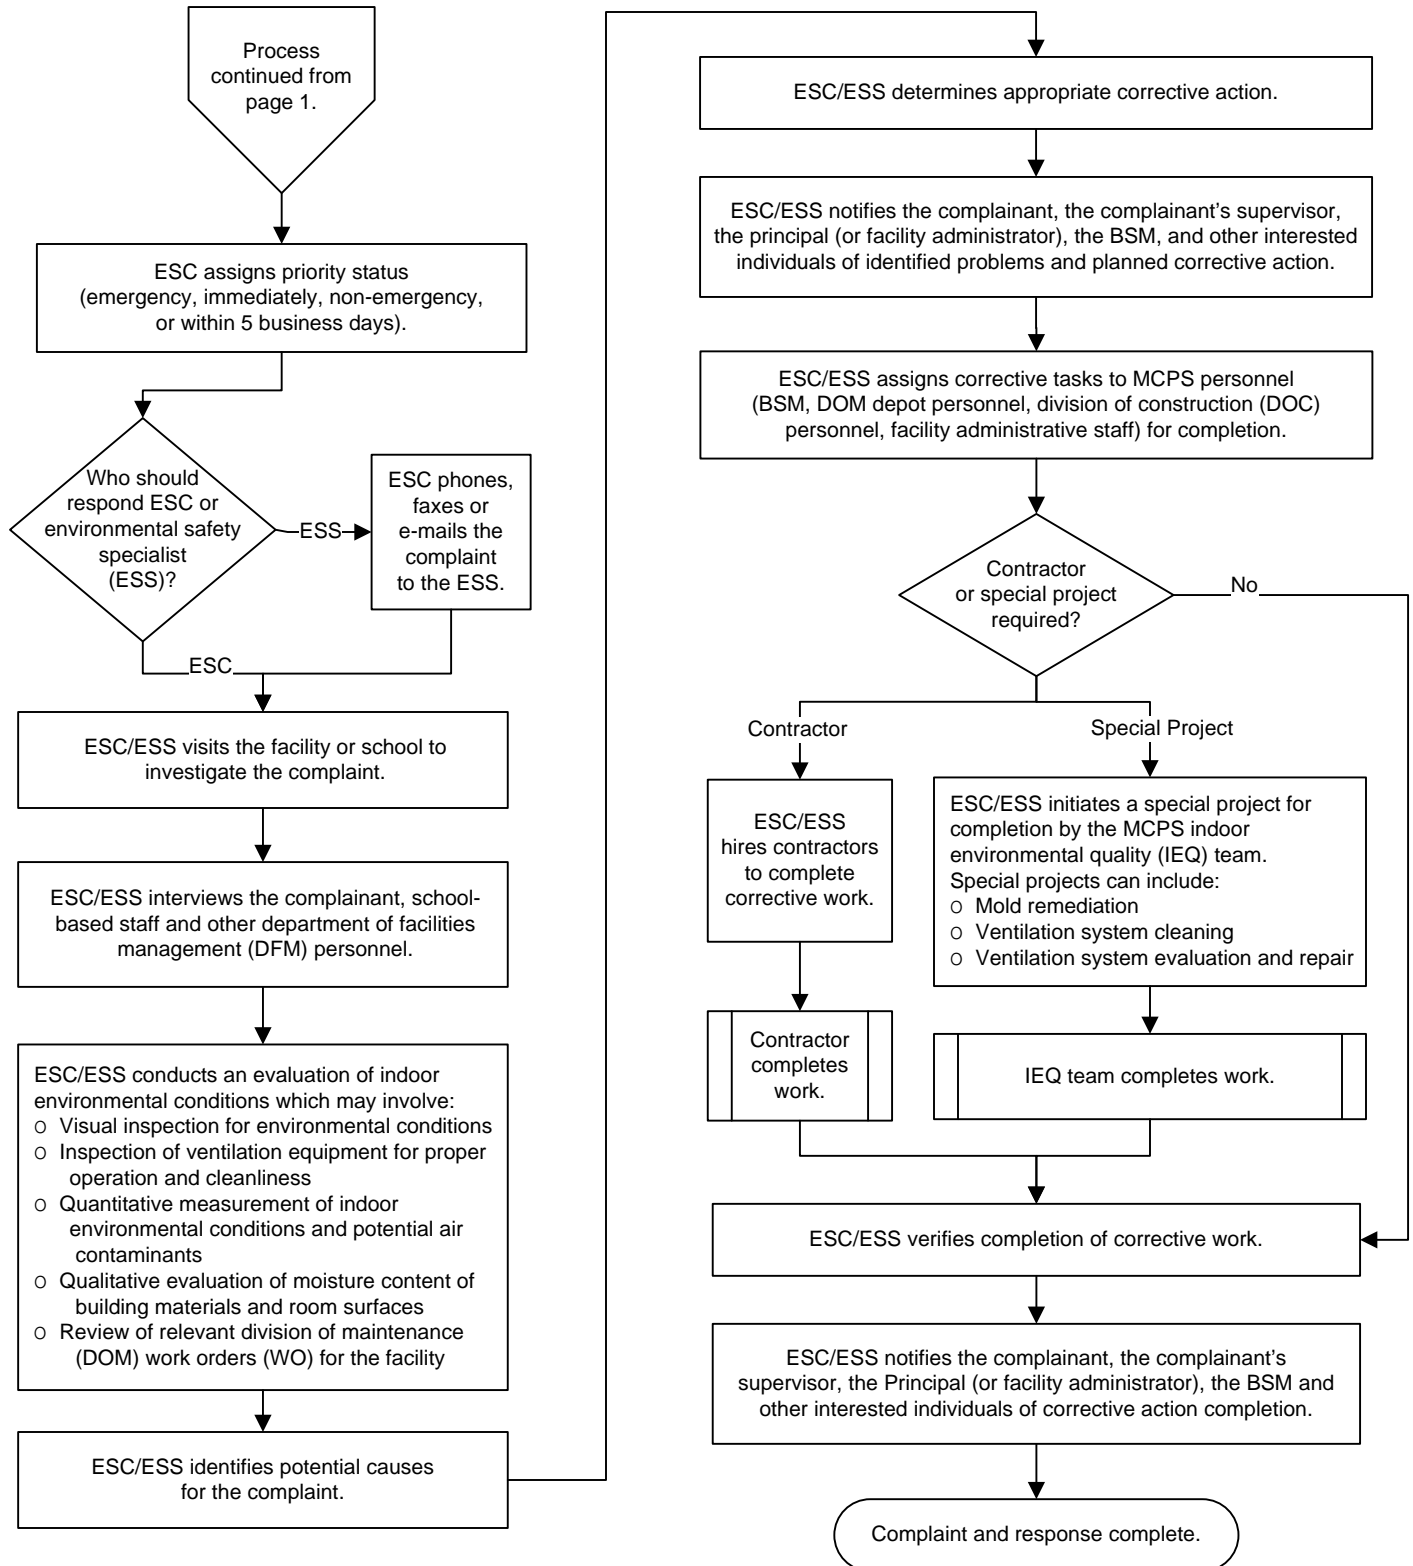 Process
continued from
page 1.
ESC assigns priority status
(emergency, immediately, non-emergency,
or within 5 business days).
Who should
respond ESC or
environmental safety
specialist
(ESS)?
ESS
ESC phones,
faxes or
e-mails the
complaint
to the ESS.
ESC
ESC/ESS visits the facility or school to
investigate the complaint.
ESC/ESS interviews the complainant, school-
based staff and other department of facilities
management (DFM) personnel.
ESC/ESS conducts an evaluation of indoor
environmental conditions which may involve:
o Visual inspection for environmental conditions
o Inspection of ventilation equipment for proper
operation and cleanliness
o Quantitative measurement of indoor
environmental conditions and potential air
contaminants
o Qualitative evaluation of moisture content of
building materials and room surfaces
o Review of relevant division of maintenance
(DOM) work orders (WO) for the facility
ESC/ESS identifies potential causes
for the complaint.
ESC/ESS determines appropriate corrective action.
ESC/ESS notifies the complainant, the complainant's supervisor,
the principal (or facility administrator), the BSM, and other interested
individuals of identified problems and planned corrective action.
ESC/ESS assigns corrective tasks to MCPS personnel
(BSM, DOM depot personnel, division of construction (DOC)
personnel, facility administrative staff) for completion.
Contractor
or special project
required?
No
Contractor
Special Project
ESC/ESS
hires contractors
to complete
corrective work.
ESC/ESS initiates a special project for
completion by the MCPS indoor
environmental quality (IEQ) team.
Special projects can include:
o Mold remediation
o Ventilation system cleaning
o Ventilation system evaluation and repair
Contractor
completes
work.
IEQ team completes work.
ESC/ESS verifies completion of corrective work.
ESC/ESS notifies the complainant, the complainant's
supervisor, the Principal (or facility administrator), the BSM and
other interested individuals of corrective action completion.
Complaint and response complete.